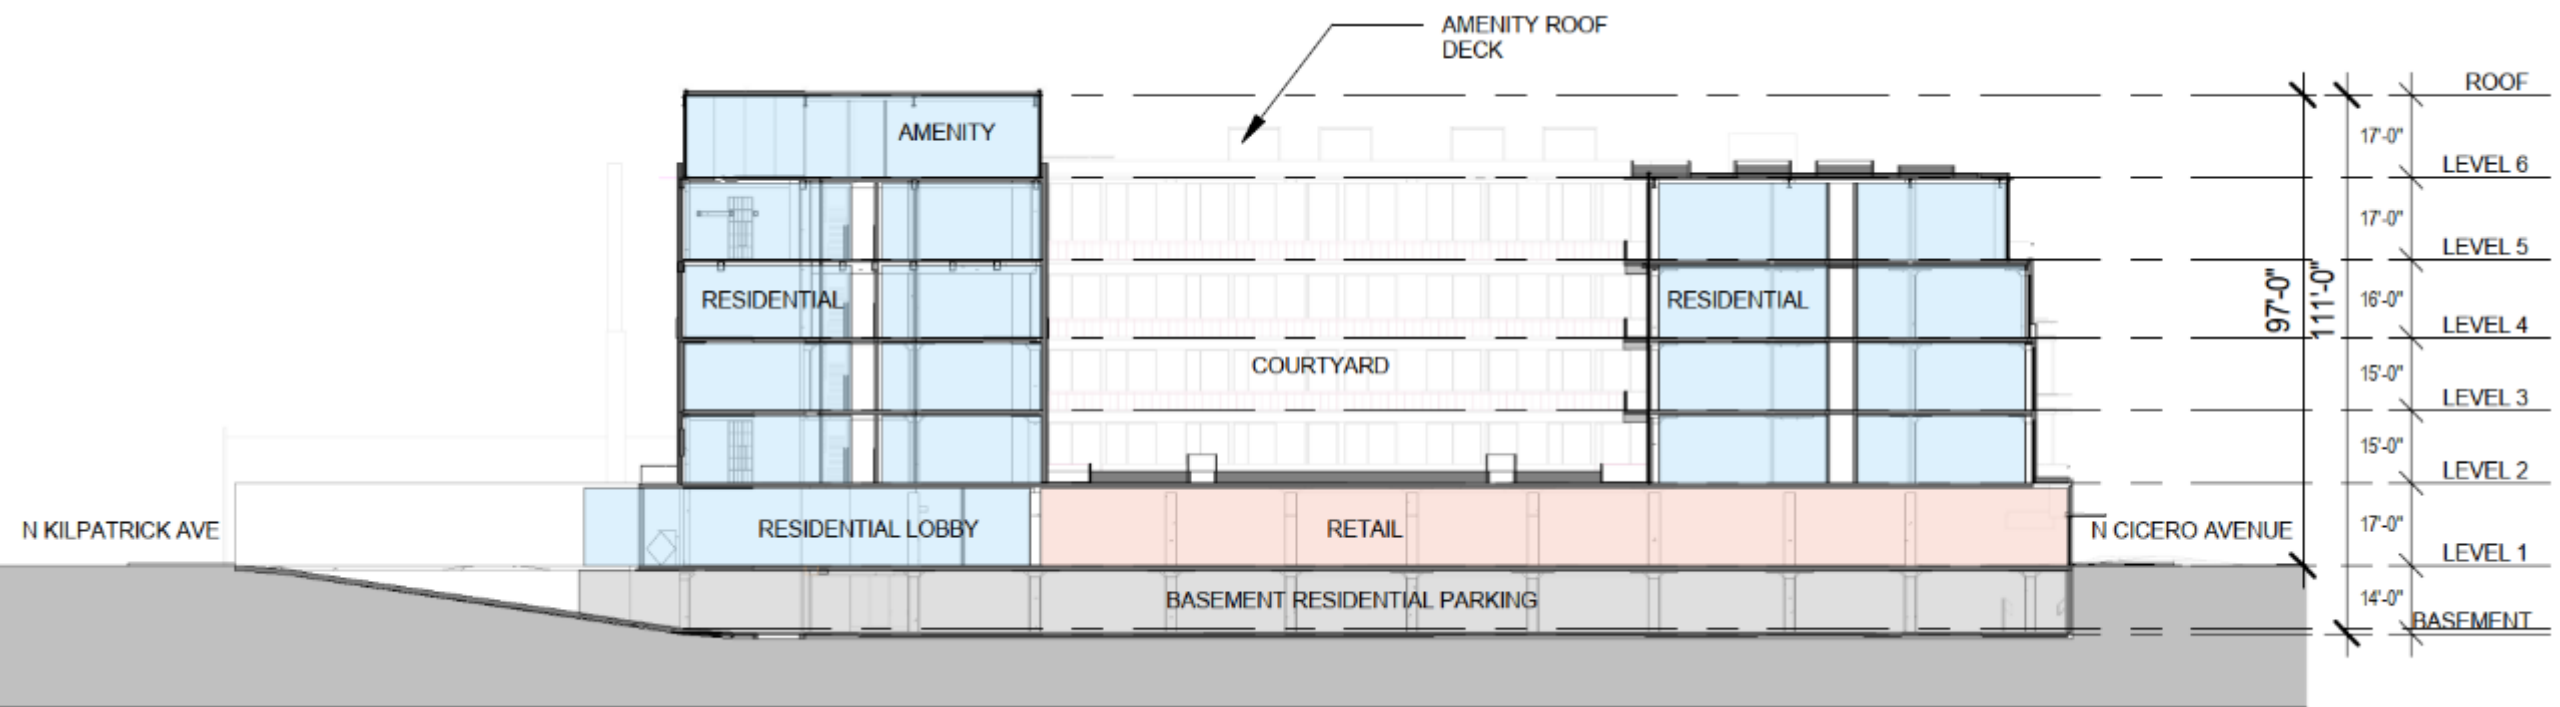 AMENITY ROOF
DECK
ROOF
AMENITY
17'-0"
LEVEL 6
17'-0"
LEVEL 5
RESIDENTIAL
RESIDENTIAL
97'-0"
111'-0"
16'-0"
LEVEL 4
COURTYARD
15'-0"
LEVEL 3
15'-0"
LEVEL 2
N KILPATRICK AVE
RESIDENTIAL LOBBY
RETAIL
N CICERO AVENUE
17'-0"
LEVEL 1
BASEMENT RESIDENTIAL PARKING
14'-0"
BASEMENT